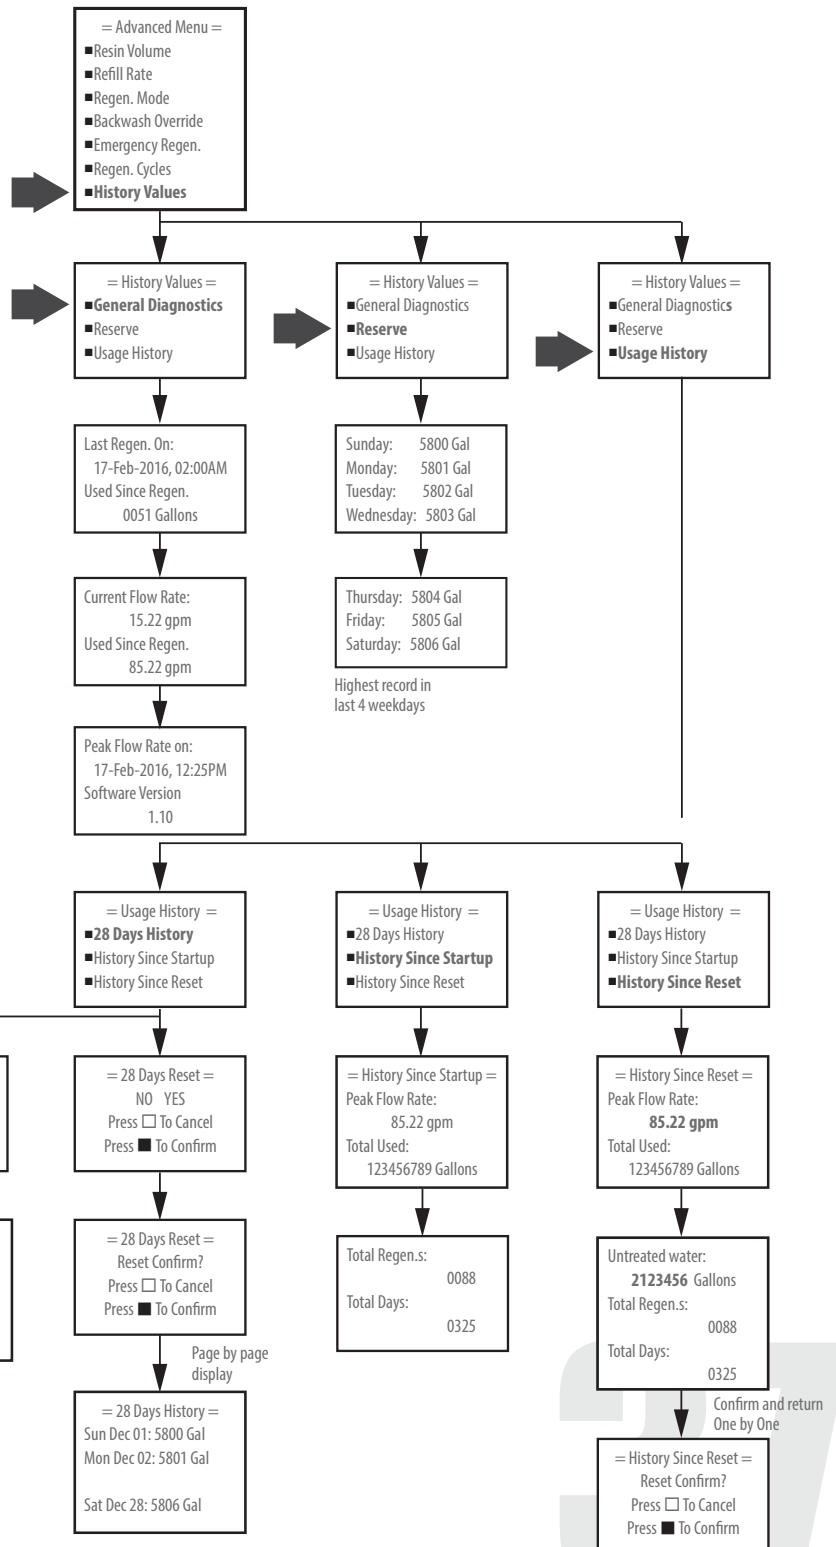 = Advanced Menu =
■Resin Volume
■Refill Rate
■Regen. Mode
■Backwash Override
■Emergency Regen.
■Regen. Cycles
■History Values
= History Values =
■General Diagnostics
■Reserve
■Usage History
= History Values =
■General Diagnostics
■Reserve
■Usage History
= History Values =
■General Diagnostics
■Reserve
■Usage History
Last Regen. On:
17-Feb-2016, 02:00AM
Used Since Regen.
0051 Gallons
Sunday: 5800 Gal
Monday: 5801 Gal
Tuesday: 5802 Gal
Wednesday: 5803 Gal
Current Flow Rate:
15.22 gpm
Used Since Regen.
85.22 gpm
Thursday: 5804 Gal
Friday: 5805 Gal
Saturday: 5806 Gal
Highest record in
last 4 weekdays
Peak Flow Rate on:
17-Feb-2016, 12:25PM
Software Version
1.10
= Usage History =
■28 Days History
■History Since Startup
■History Since Reset
= Usage History =
■28 Days History
■History Since Startup
■History Since Reset
= Usage History =
■28 Days History
■History Since Startup
■History Since Reset
= 28 Days Reset =
NO YES
Press □ To Cancel
Press ■ To Confirm
= History Since Startup =
Peak Flow Rate:
85.22 gpm
Total Used:
123456789 Gallons
= History Since Reset =
Peak Flow Rate:
85.22 gpm
Total Used:
123456789 Gallons
= 28 Days Reset =
Reset Confirm?
Press □ To Cancel
Press ■ To Confirm
Total Regen.s:
0088
Total Days:
0325
Untreated water:
2123456 Gallons
Total Regen.s:
0088
Total Days:
0325
Page by page
display
Confirm and return
One by One
= 28 Days History =
Sun Dec 01: 5800 Gal
Mon Dec 02: 5801 Gal
Sat Dec 28: 5806 Gal
= History Since Reset =
Reset Confirm?
Press □ To Cancel
Press ■ To Confirm
37